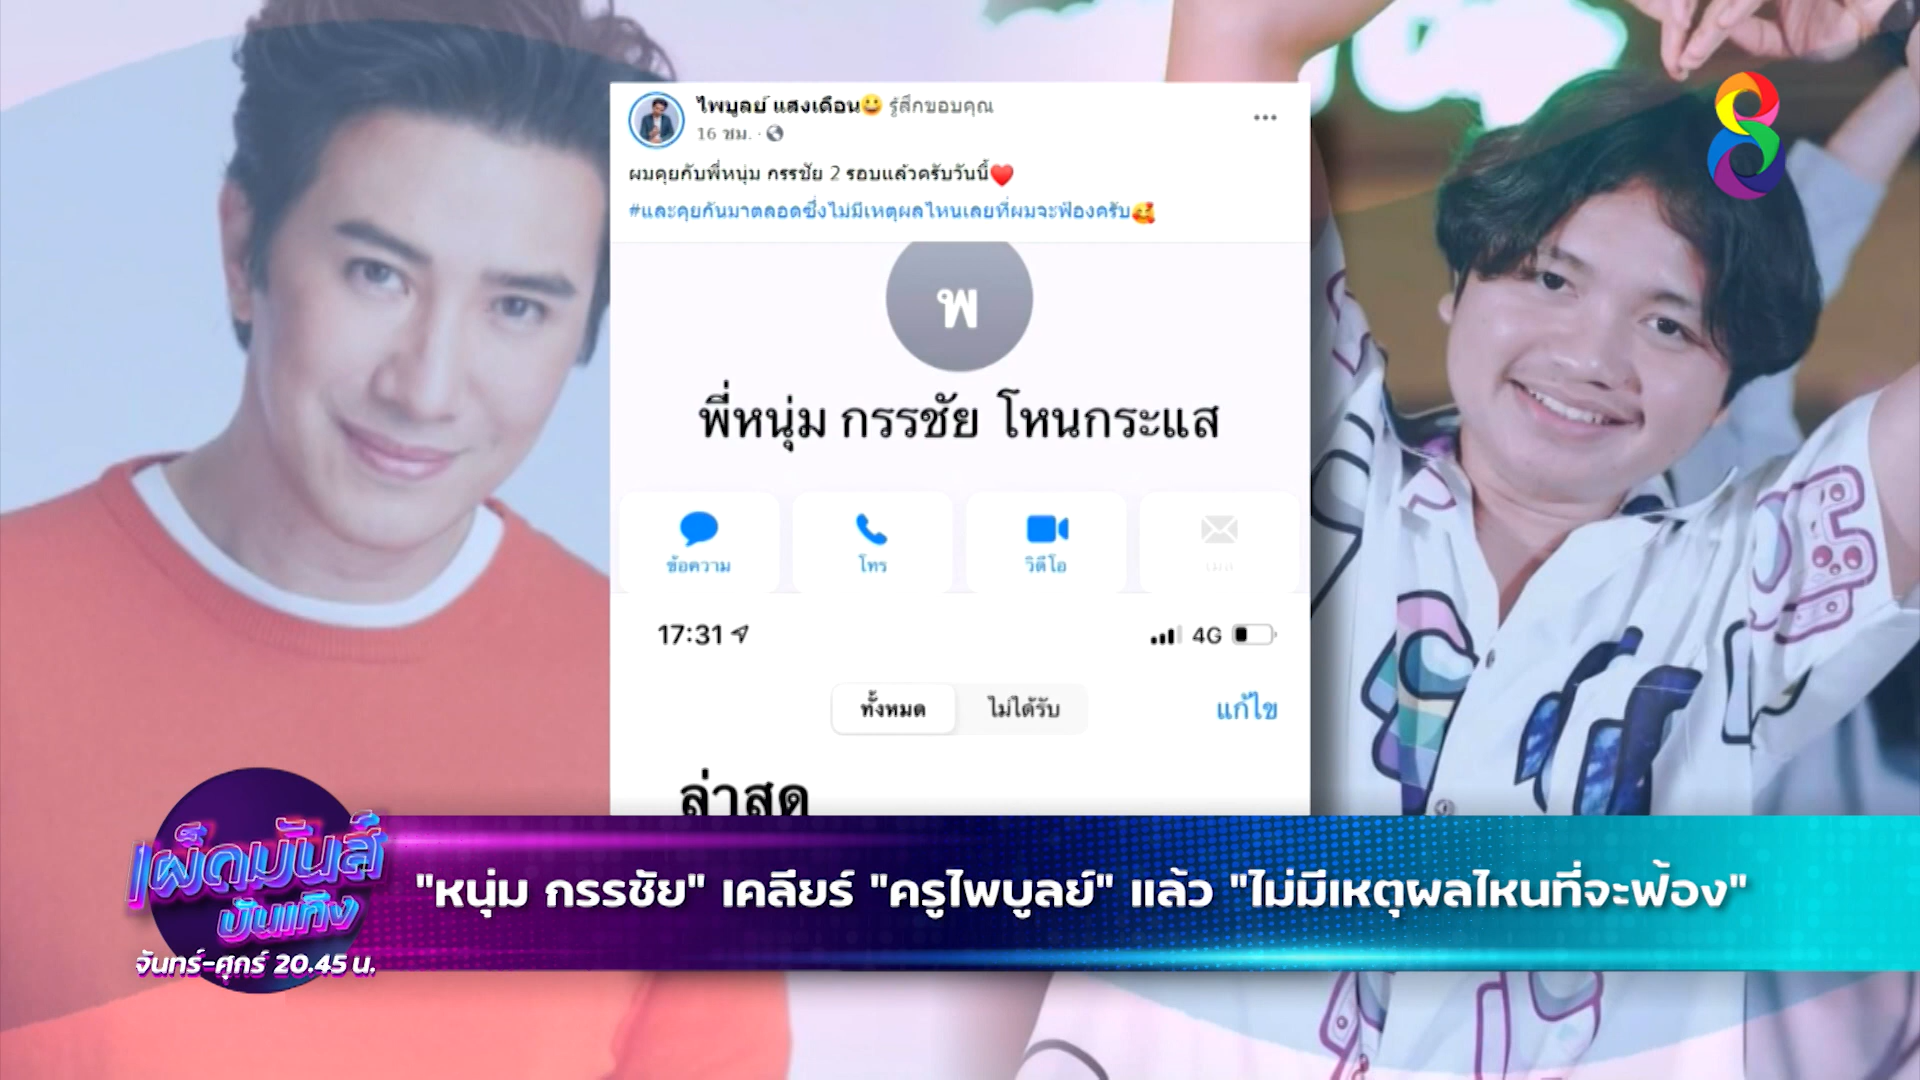 ไพบูลย์ แสงเดือน😀 รู้สึกขอบคุณ
16 ชม. ·
ผมคุยกับพี่หนุ่ม กรรชัย 2 รอบแล้วครับวันนี้❤️
#และคุยกันมาตลอดซึ่งไม่มีเหตุผลไหนเลยที่ผมจะฟ้องครับ🥰
8
พ
พี่หนุ่ม กรรชัย โหนกระแส
ข้อความ โทร วิดีโอ เมล
17:31 4G
ทั้งหมด ไม่ได้รับ แก้ไข
ล่าสุด
เผ็ดมันส์
บันเทิง
จันทร์-ศุกร์ 20.45 น.
"หนุ่ม กรรชัย" เคลียร์ "ครูไพบูลย์" แล้ว "ไม่มีเหตุผลไหนที่จะฟ้อง"